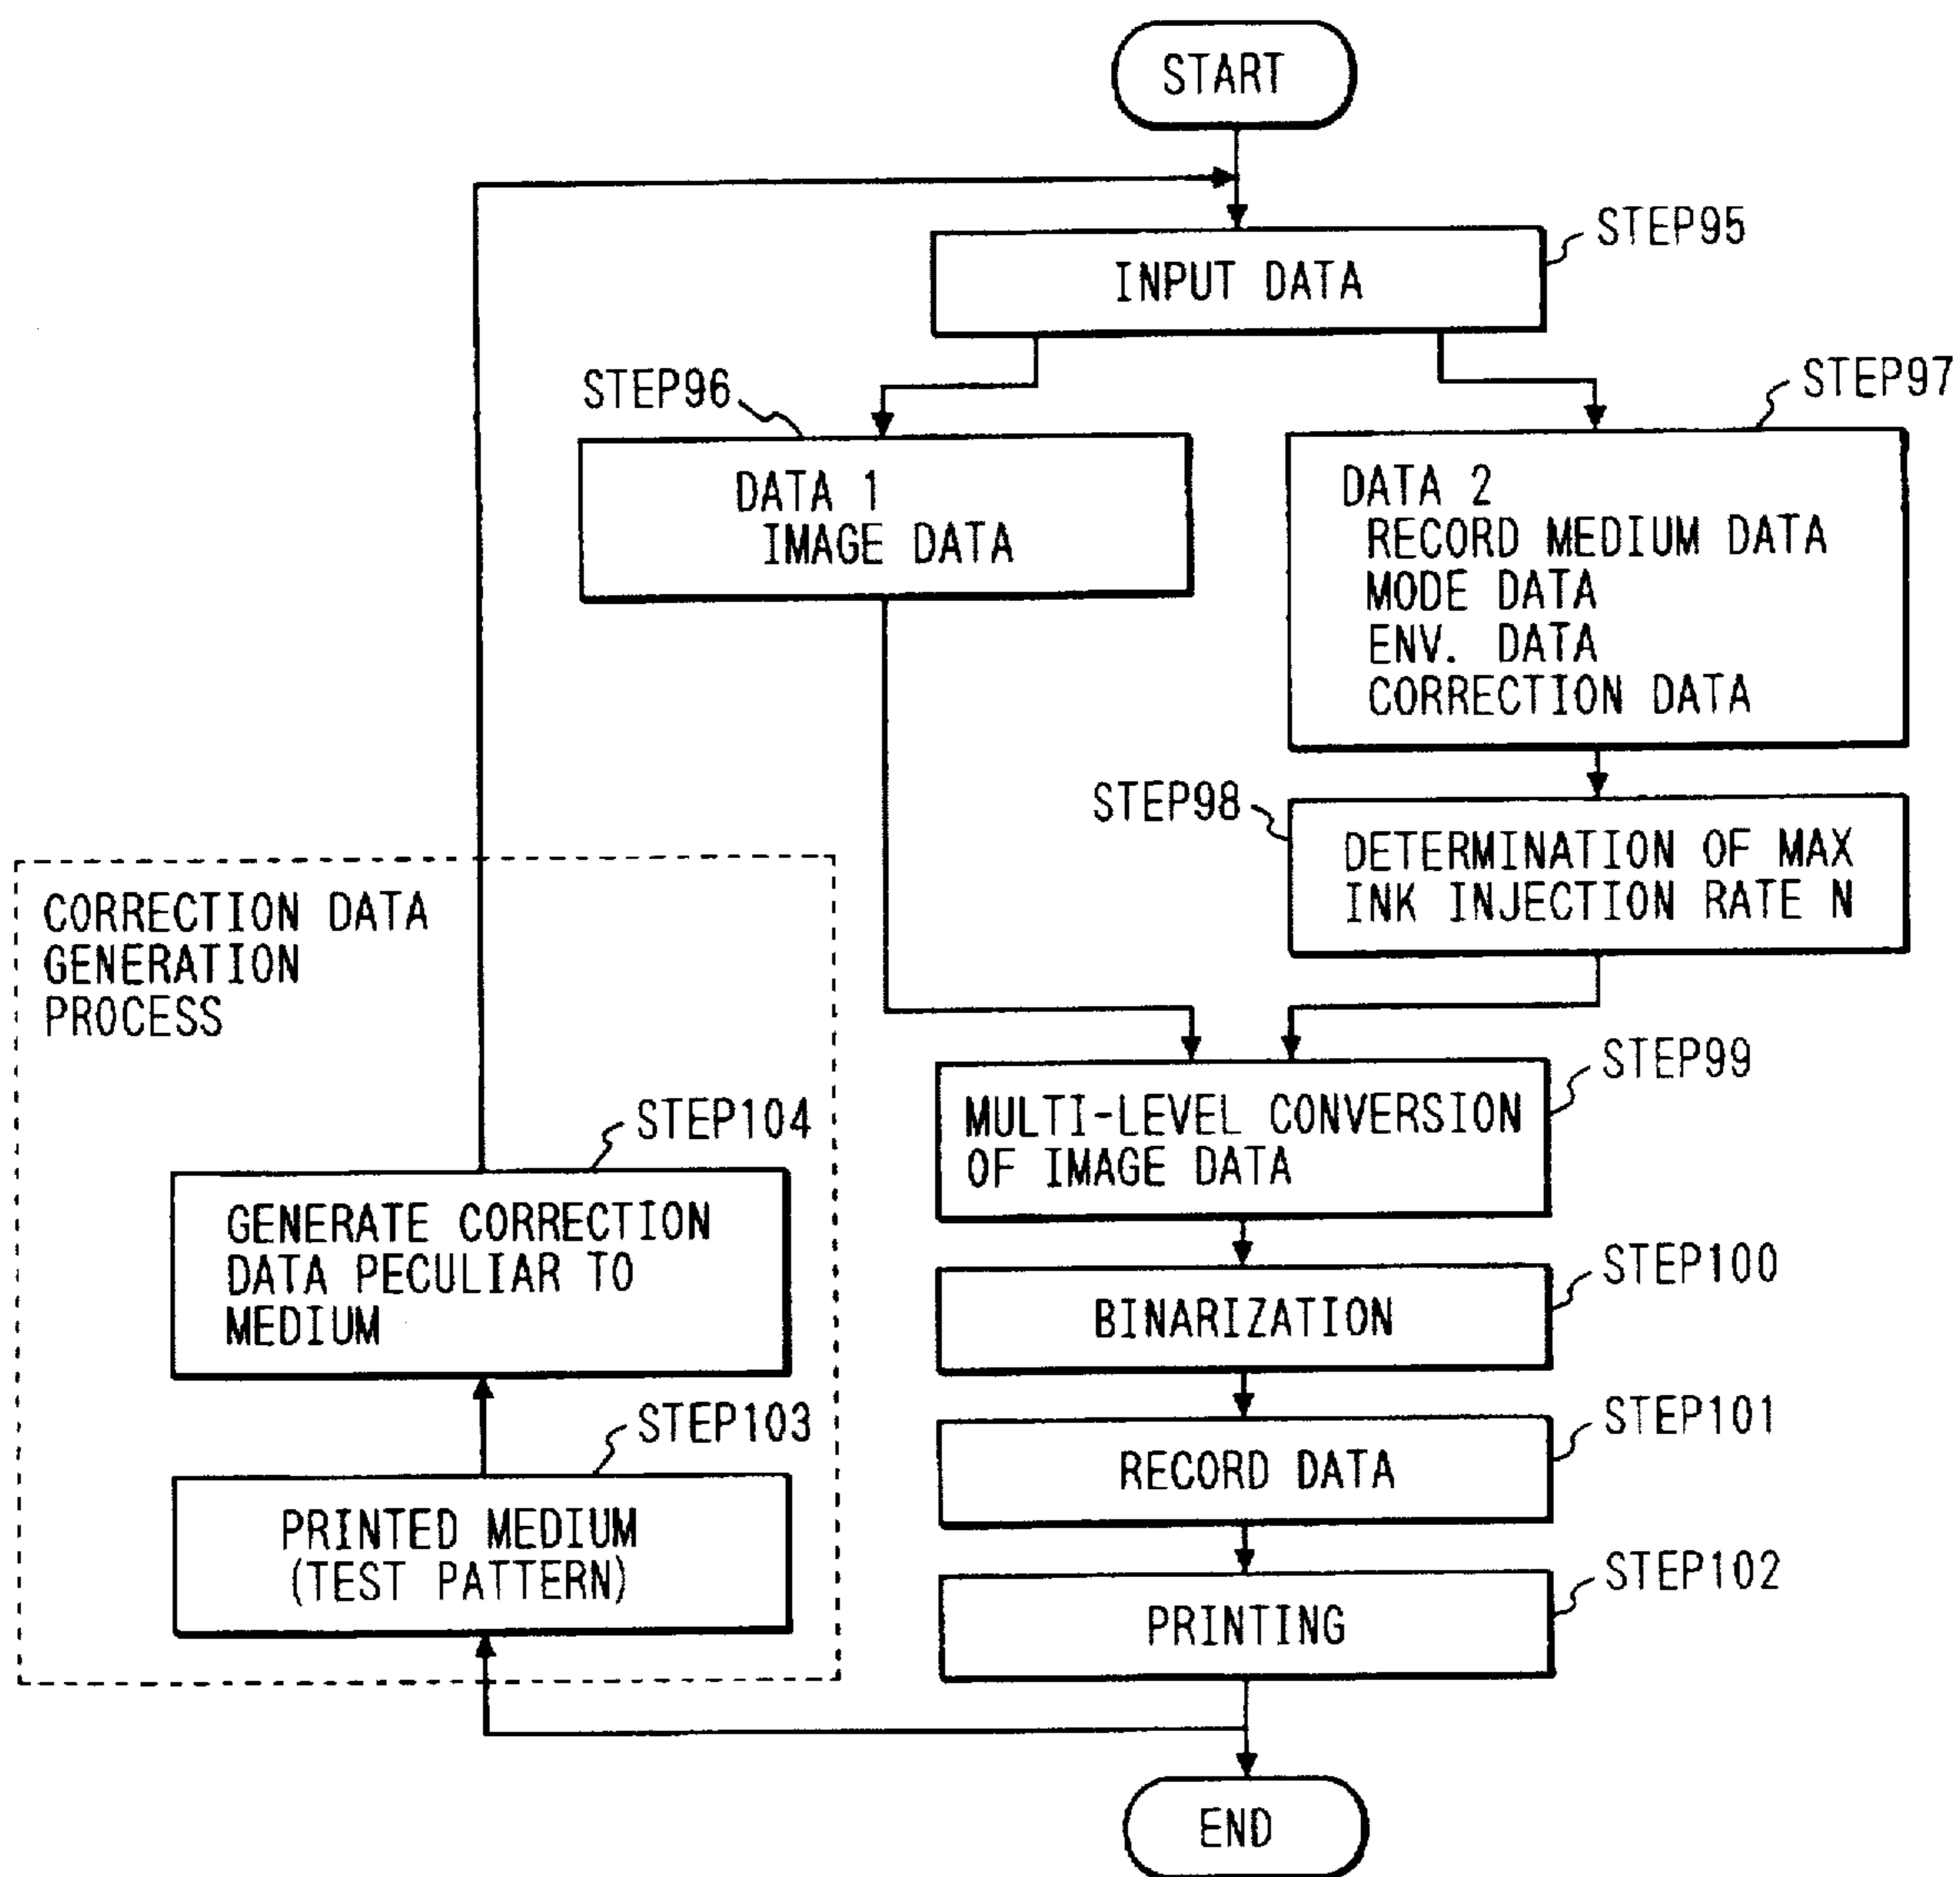 START
STEP95
INPUT DATA
STEP96
DATA 1
IMAGE DATA
STEP97
DATA 2
RECORD MEDIUM DATA
MODE DATA
ENV. DATA
CORRECTION DATA
STEP98
DETERMINATION OF MAX
INK INJECTION RATE N
CORRECTION DATA
GENERATION
PROCESS
STEP99
MULTI-LEVEL CONVERSION
OF IMAGE DATA
STEP104
GENERATE CORRECTION
DATA PECULIAR TO
MEDIUM
STEP100
BINARIZATION
STEP101
RECORD DATA
STEP103
PRINTED MEDIUM
(TEST PATTERN)
STEP102
PRINTING
END